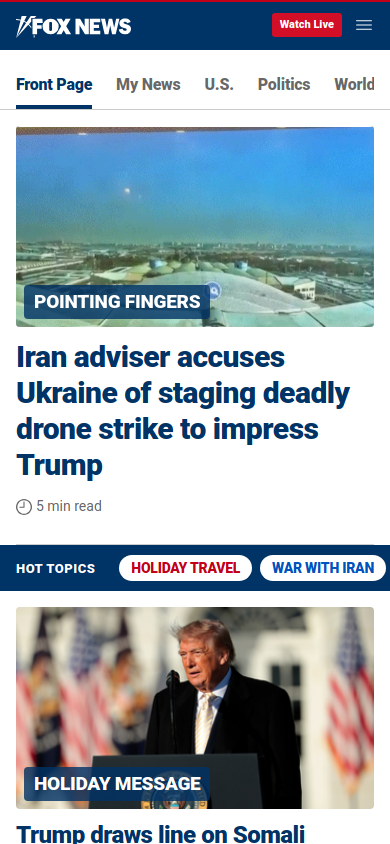 FOX NEWS
Watch Live
Front Page My News U.S. Politics World
POINTING FINGERS
Iran adviser accuses
Ukraine of staging deadly
drone strike to impress
Trump
5 min read
HOT TOPICS HOLIDAY TRAVEL WAR WITH IRAN
HOLIDAY MESSAGE
Trump draws line on Somali